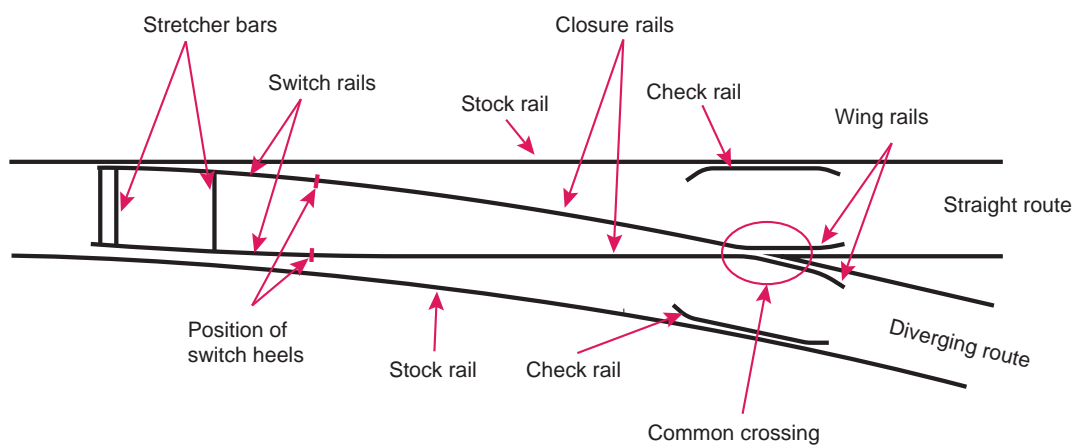 Stretcher bars
Closure rails
Switch rails
Stock rail
Check rail
Wing rails
Straight route
Position of
switch heels
Stock rail
Check rail
Diverging route
Common crossing